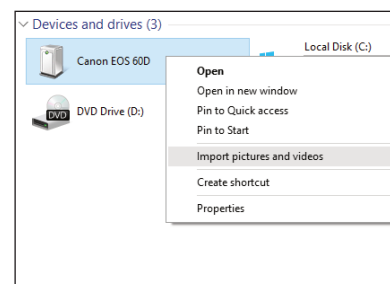 Devices and drives (3)
Canon EOS 60D
Local Disk (C:)
DVD Drive (D:)
DVD
Open
Open in new window
Pin to Quick access
Pin to Start
Import pictures and videos
Create shortcut
Properties